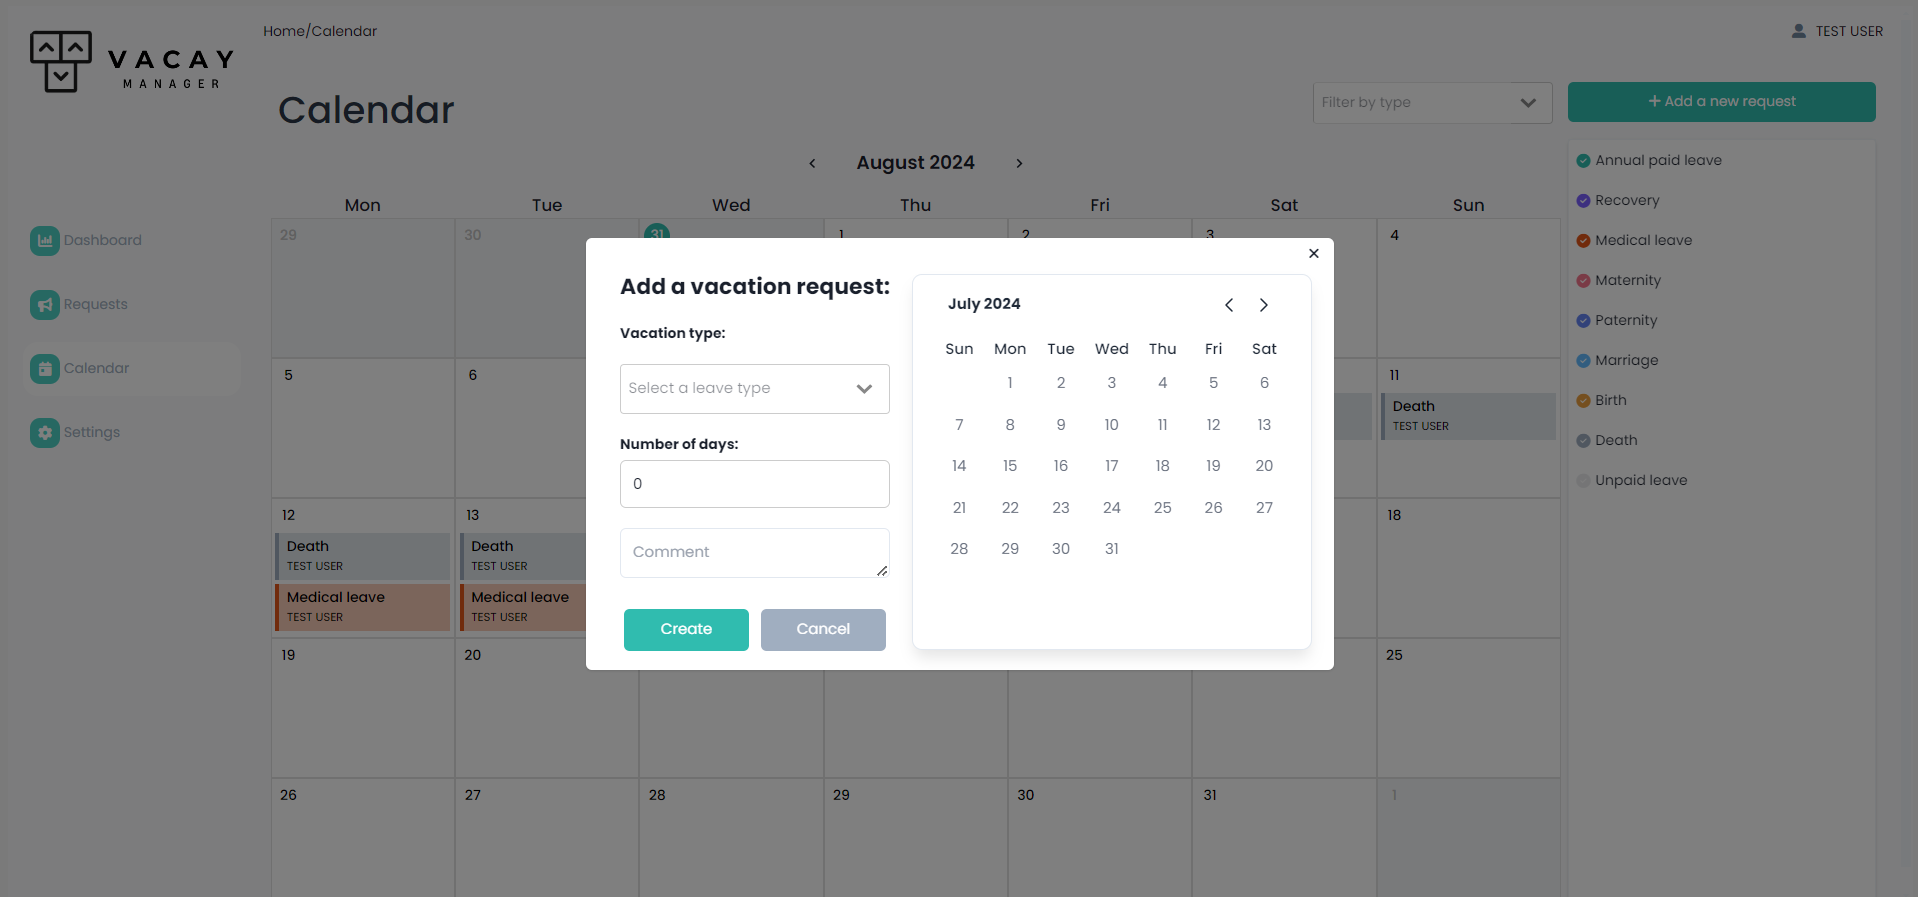 VACAY
MANAGER
Home/Calendar
TEST USER
Calendar
Filter by type
+ Add a new request
August 2024
Mon Tue Wed Thu Fri Sat Sun
29 30 31 1 2 3 4
5 6 11
Death
TEST USER
12 13 18
Death Death
TEST USER TEST USER
Medical leave Medical leave
TEST USER TEST USER
19 20 25
26 27 28 29 30 31 1
Dashboard
Requests
Calendar
Settings
Add a vacation request:
Vacation type:
Select a leave type
Number of days:
0
Comment
Create Cancel
July 2024
Sun Mon Tue Wed Thu Fri Sat
1 2 3 4 5 6
7 8 9 10 11 12 13
14 15 16 17 18 19 20
21 22 23 24 25 26 27
28 29 30 31
Annual paid leave
Recovery
Medical leave
Maternity
Paternity
Marriage
Birth
Death
Unpaid leave